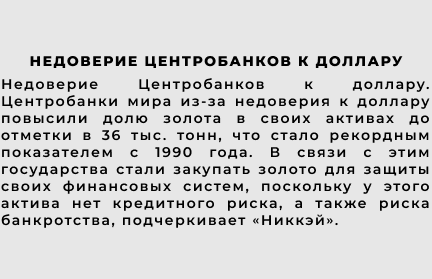 НЕДОВЕРИЕ ЦЕНТРОБАНКОВ К ДОЛЛАРУ
Недоверие Центробанков к доллару.
Центробанки мира из-за недоверия к доллару
повысили долю золота в своих активах до
отметки в 36 тыс. тонн, что стало рекордным
показателем с 1990 года. В связи с этим
государства стали закупать золото для защиты
своих финансовых систем, поскольку у этого
актива нет кредитного риска, а также риска
банкротства, подчеркивает «Никкэй».